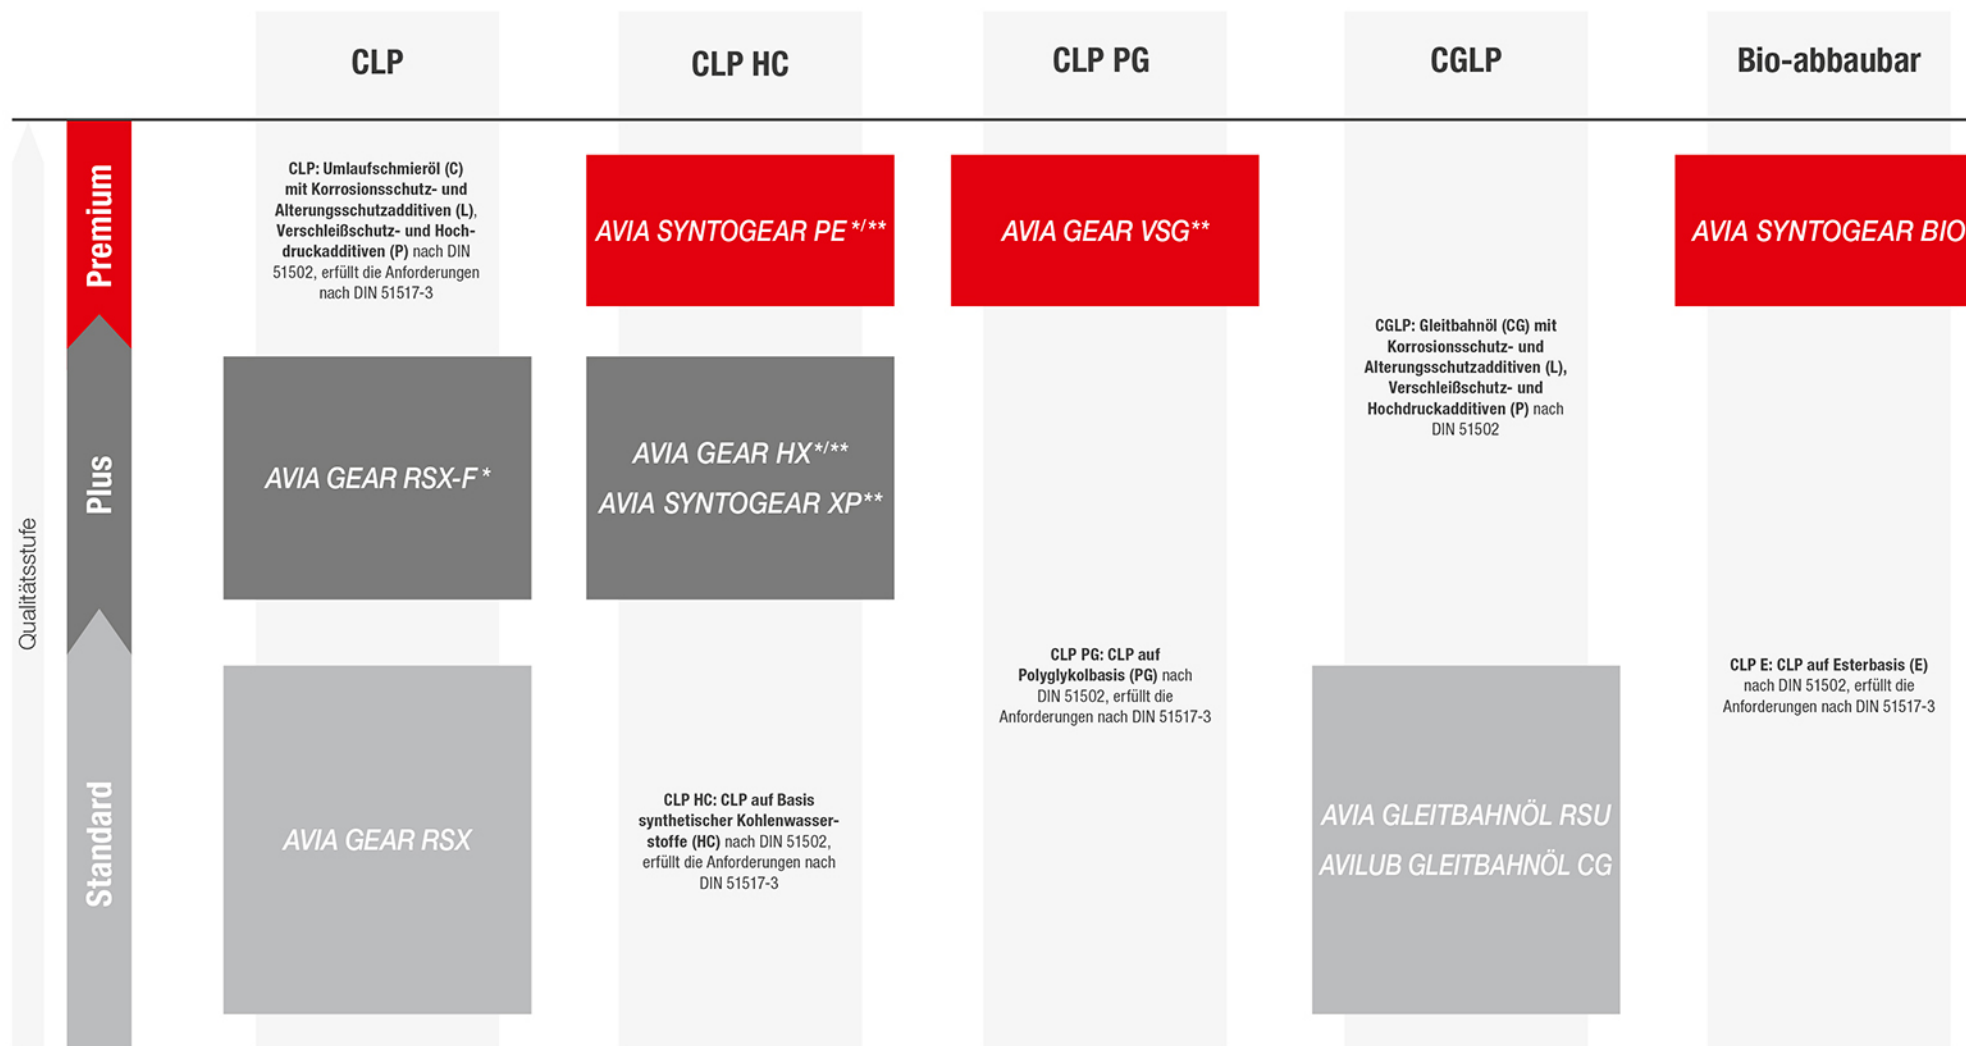 CLP
CLP HC
CLP PG
CGLP
Bio-abbaubar
Qualitätsstufe
Premium
Plus
Standard
CLP: Umlaufschmieröl (C)
mit Korrosionsschutz- und
Alterungsschutzadditiven (L),
Verschleißschutz- und Hoch-
druckadditiven (P) nach DIN
51502, erfüllt die Anforderungen
nach DIN 51517-3
AVIA GEAR RSX-F *
AVIA GEAR RSX
AVIA SYNTOGEAR PE */**
AVIA GEAR HX*/**
AVIA SYNTOGEAR XP**
CLP HC: CLP auf Basis
synthetischer Kohlenwasser-
stoffe (HC) nach DIN 51502,
erfüllt die Anforderungen nach
DIN 51517-3
AVIA GEAR VSG**
CLP PG: CLP auf
Polyglykolbasis (PG) nach
DIN 51502, erfüllt die
Anforderungen nach DIN 51517-3
CGLP: Gleitbahnöl (CG) mit
Korrosionsschutz- und
Alterungsschutzadditiven (L),
Verschleißschutz- und
Hochdruckadditiven (P) nach
DIN 51502
AVIA GLEITBAHNÖL RSU
AVILUB GLEITBAHNÖL CG
AVIA SYNTOGEAR BIO
CLP E: CLP auf Esterbasis (E)
nach DIN 51502, erfüllt die
Anforderungen nach DIN 51517-3